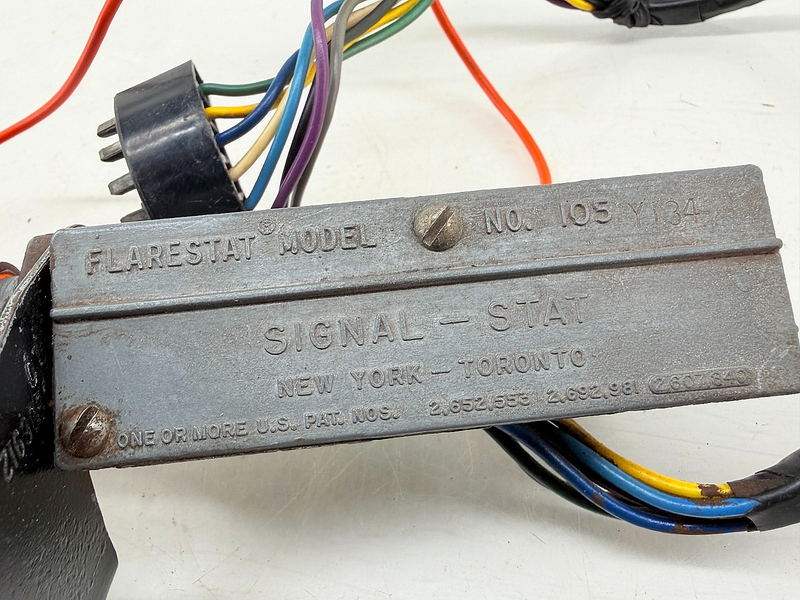 FLARESTAT® MODEL NO. 105 Y134
SIGNAL - STAT
NEW YORK - TORONTO
ONE OR MORE U.S. PAT. NOS. 2,652,553 2,692,981